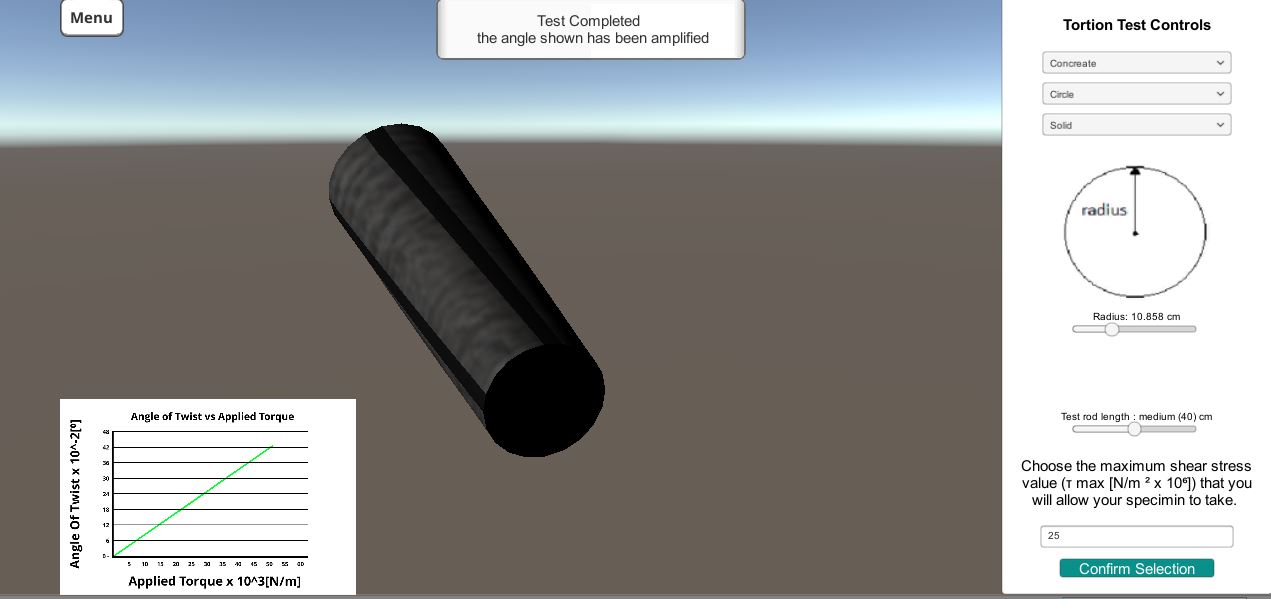 Menu
Test Completed
the angle shown has been amplified
Tortion Test Controls
Concreate
Circle
Solid
radius
Radius: 10.858 cm
Test rod length : medium (40) cm
Choose the maximum shear stress
value (τ max [N/m ² x 10⁶]) that you
will allow your specimin to take.
25
Confirm Selection
Angle of Twist vs Applied Torque
Angle Of Twist x 10^-2[º]
48
42
36
30
24
18
12
6
0
5 10 15 20 25 30 35 40 45 50 55 60
Applied Torque x 10^3[N/m]